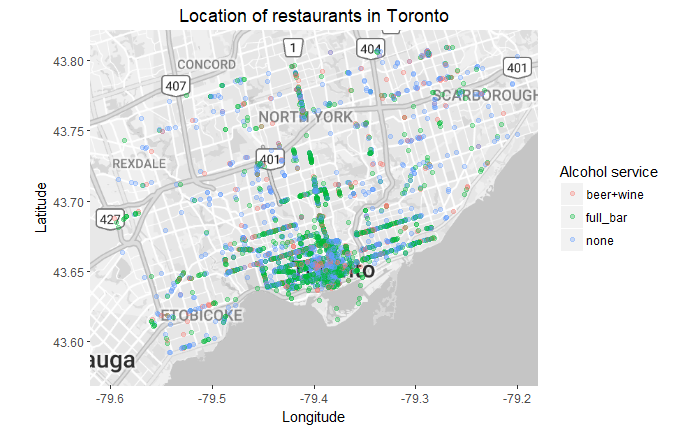 Location of restaurants in Toronto
Latitude
43.80
43.75
43.70
43.65
43.60
1
404
401
CONCORD
407
SCARBOROUGH
NORTH YORK
401
REXDALE
427
ETOBICOKE
auga
-79.6
-79.5
-79.4
-79.3
-79.2
Longitude
Alcohol service
beer+wine
full_bar
none